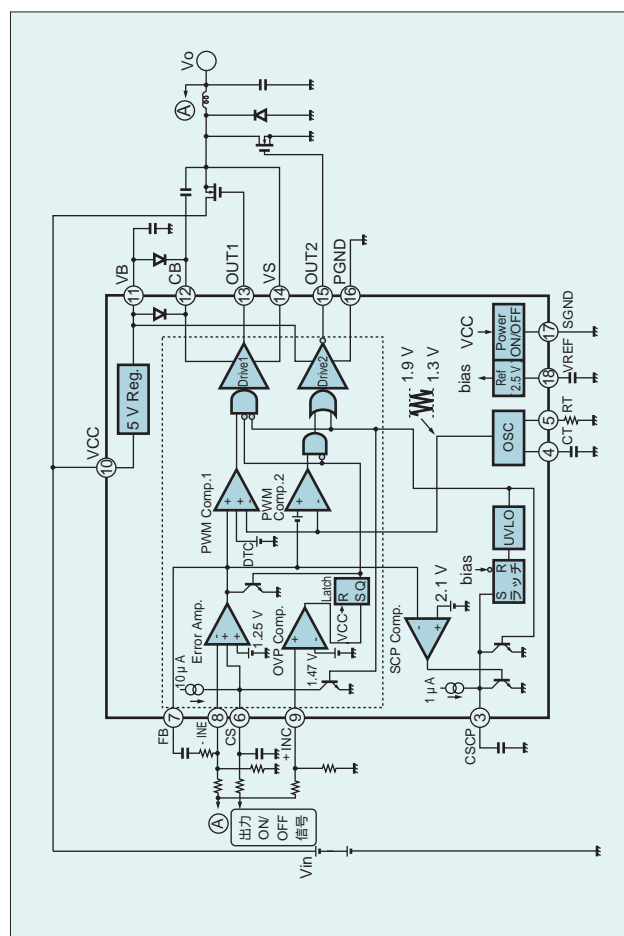 Vin
A
出力
ON/
OFF
信号
FB
7
- INE
8
CS
6
+ INC
9
CSCP
3
10 μA
Error Amp.
1.25 V
OVP Comp.
1.47 V
VCC
Latch
R
S Q
SCP Comp.
2.1 V
1 μA
bias
S R
ラッチ
UVLO
VCC
10
5 V Reg.
PWM Comp.1
+
+
-
DTC
PWM
Comp.2
+
-
Drive1
Drive2
1.9 V
1.3 V
OSC
CT
4
RT
5
bias
Ref
(2.5 V)
VCC
Power
ON/OFF
VREF
18
SGND
17
VB
11
CB
12
OUT1
13
VS
14
OUT2
15
PGND
16
A
Vo